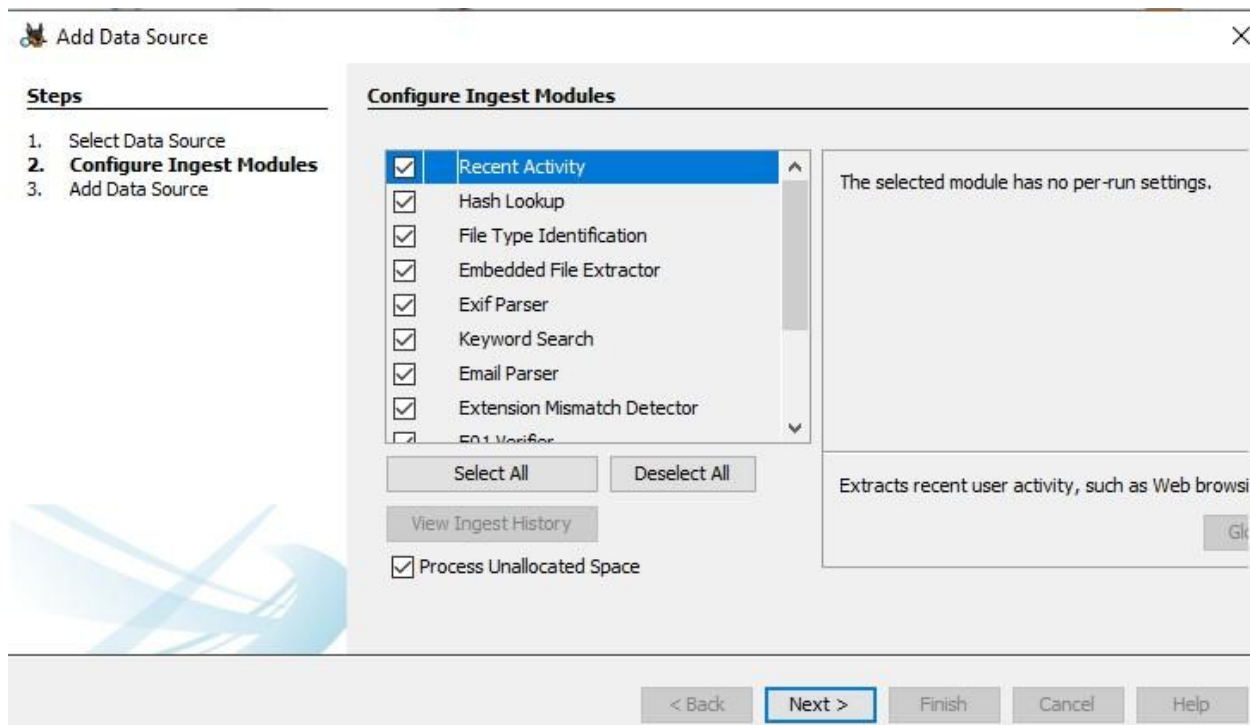 Add Data Source
Steps
1. Select Data Source
2. Configure Ingest Modules
3. Add Data Source
Configure Ingest Modules
Recent Activity
Hash Lookup
File Type Identification
Embedded File Extractor
Exif Parser
Keyword Search
Email Parser
Extension Mismatch Detector
E01 Verifier
Select All Deselect All
View Ingest History
Process Unallocated Space
The selected module has no per-run settings.
Extracts recent user activity, such as Web browsi
Glo
< Back Next > Finish Cancel Help